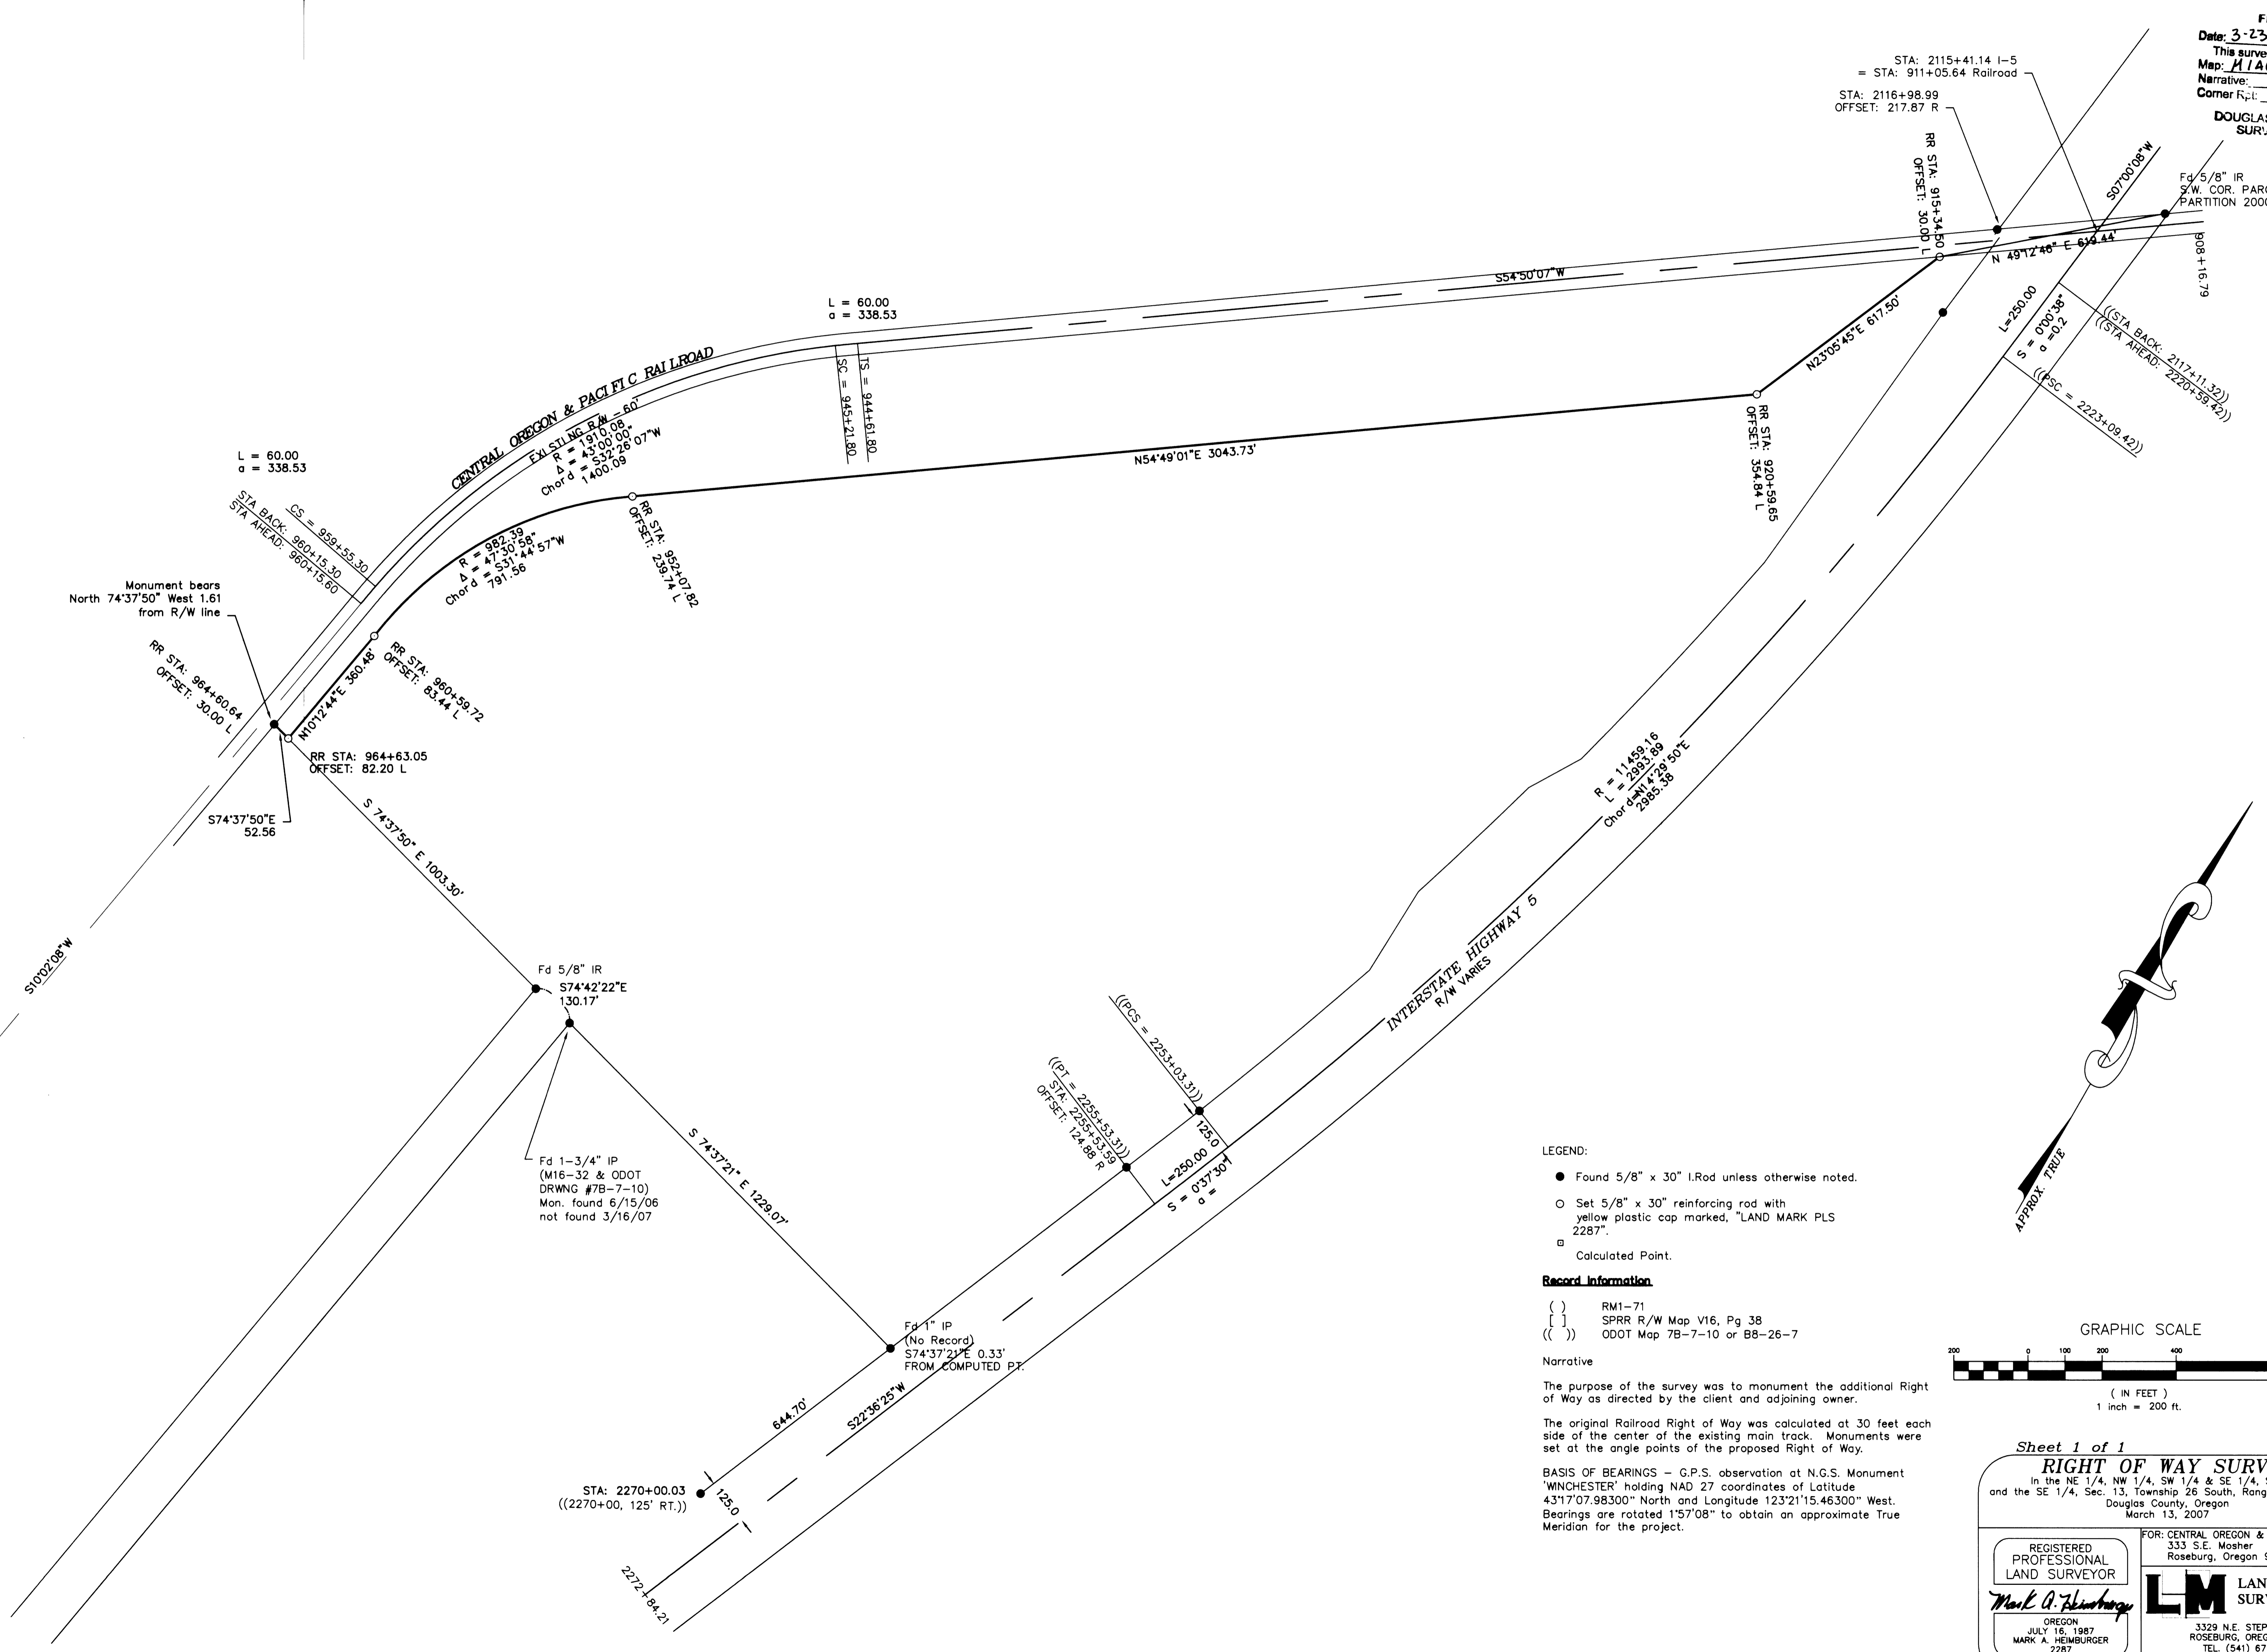 Date: 3-23
This surve
Map:
Narrative:
Corner Rpt:
DOUGLAS
SURV
STA: 2115+41.14 I-5
= STA: 911+05.64 Railroad
STA: 2116+98.99
OFFSET: 217.87 R
RR STA: 915+34.50
OFFSET: 30.00 L
S07°00'08"W
Fd 5/8" IR
S.W. COR. PARC
PARTITION 2000
N 49°12'46" E 619.44'
908+16.79
S54°50'07"W
L = 60.00
a = 338.53
L=250.00
S = 0°00'38"
a =0.2
((STA BACK: 2117+11.32))
((STA AHEAD: 2220+59.42))
((PSC = 2223+09.42))
N23°05'45"E 617.50'
CENTRAL OREGON & PACIFIC RAILROAD
EXISTING R/W - 60'
R = 1910.08
Δ = 43°00'00"
Chord = S32°26'07"W
1400.09
SC = 945+21.80
TS = 944+61.80
RR STA: 920+59.65
OFFSET: 354.84 L
N54°49'01"E 3043.73'
L = 60.00
a = 338.53
CS = 959+55.30
STA BACK: 960+15.30
STA AHEAD: 960+15.60
R = 982.39
Δ = 47°30'58"
Chord = S31°44'57"W
791.56
RR STA: 952+07.82
OFFSET: 239.74 L
Monument bears
North 74°37'50" West 1.61
from R/W line
RR STA: 964+60.64
OFFSET: 30.00 L
N10°12'44"E 360.48'
RR STA: 960+59.72
OFFSET: 83.44 L
RR STA: 964+63.05
OFFSET: 82.20 L
S74°37'50"E
52.56
S 74°37'50" E 1003.30'
R = 11459.16
L = 2993.89
Chord=N14°29'50"E
2985.38
S10°02'08"W
Fd 5/8" IR
S74°42'22"E
130.17'
INTERSTATE HIGHWAY 5
R/W VARIES
((PCS = 2253+03.31))
((PT = 2255+53.31))
STA: 2255+53.59
OFFSET: 124.88 R
125.0
L=250.00
S = 0°37'30"
a =
Fd 1-3/4" IP
(M16-32 & ODOT
DRWNG #7B-7-10)
Mon. found 6/15/06
not found 3/16/07
S 74°37'21" E 1229.07'
Fd 1" IP
(No Record)
S74°37'21"E 0.33'
FROM COMPUTED PT.
644.70'
S22°36'25"W
STA: 2270+00.03
((2270+00, 125' RT.))
125.0
2272+84.21
APPROX. TRUE
LEGEND:
Found 5/8" x 30" I.Rod unless otherwise noted.
Set 5/8" x 30" reinforcing rod with
yellow plastic cap marked, "LAND MARK PLS
2287".
Calculated Point.
Record Information
( ) RM1-71
[ ] SPRR R/W Map V16, Pg 38
(( )) ODOT Map 7B-7-10 or B8-26-7
Narrative
The purpose of the survey was to monument the additional Right
of Way as directed by the client and adjoining owner.
The original Railroad Right of Way was calculated at 30 feet each
side of the center of the existing main track. Monuments were
set at the angle points of the proposed Right of Way.
BASIS OF BEARINGS - G.P.S. observation at N.G.S. Monument
'WINCHESTER' holding NAD 27 coordinates of Latitude
43°17'07.98300" North and Longitude 123°21'15.46300" West.
Bearings are rotated 1°57'08" to obtain an approximate True
Meridian for the project.
GRAPHIC SCALE
200 0 100 200 400
( IN FEET )
1 inch = 200 ft.
Sheet 1 of 1
RIGHT OF WAY SURV
In the NE 1/4, NW 1/4, SW 1/4 & SE 1/4, S
and the SE 1/4, Sec. 13, Township 26 South, Rang
Douglas County, Oregon
March 13, 2007
FOR: CENTRAL OREGON &
333 S.E. Mosher
Roseburg, Oregon 9
REGISTERED
PROFESSIONAL
LAND SURVEYOR
Mark A. Heimburger
OREGON
JULY 16, 1987
MARK A. HEIMBURGER
2287
LM
LAN
SURV
3329 N.E. STEP
ROSEBURG, OREG
TEL. (541) 67